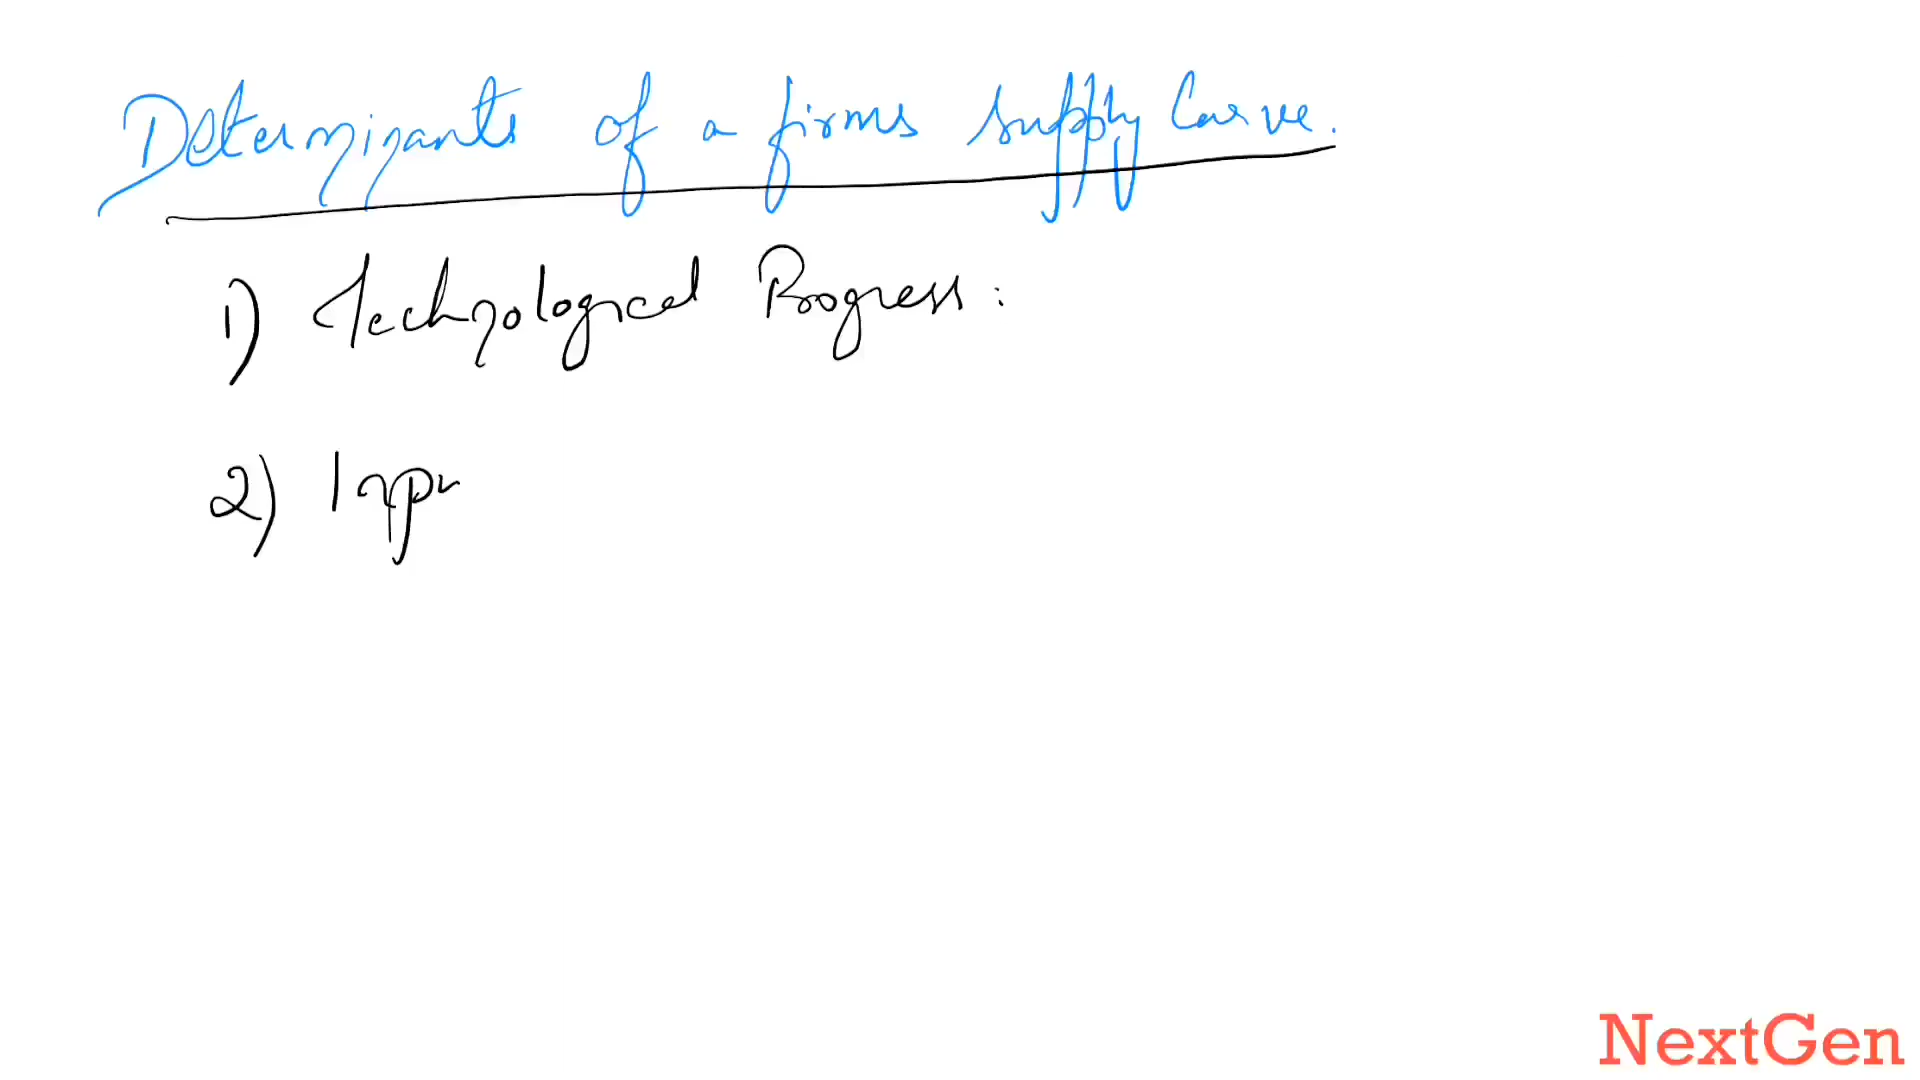 Determinants of a firms supply Curve.
1) Technological Progress:
2) Inpu
NextGen